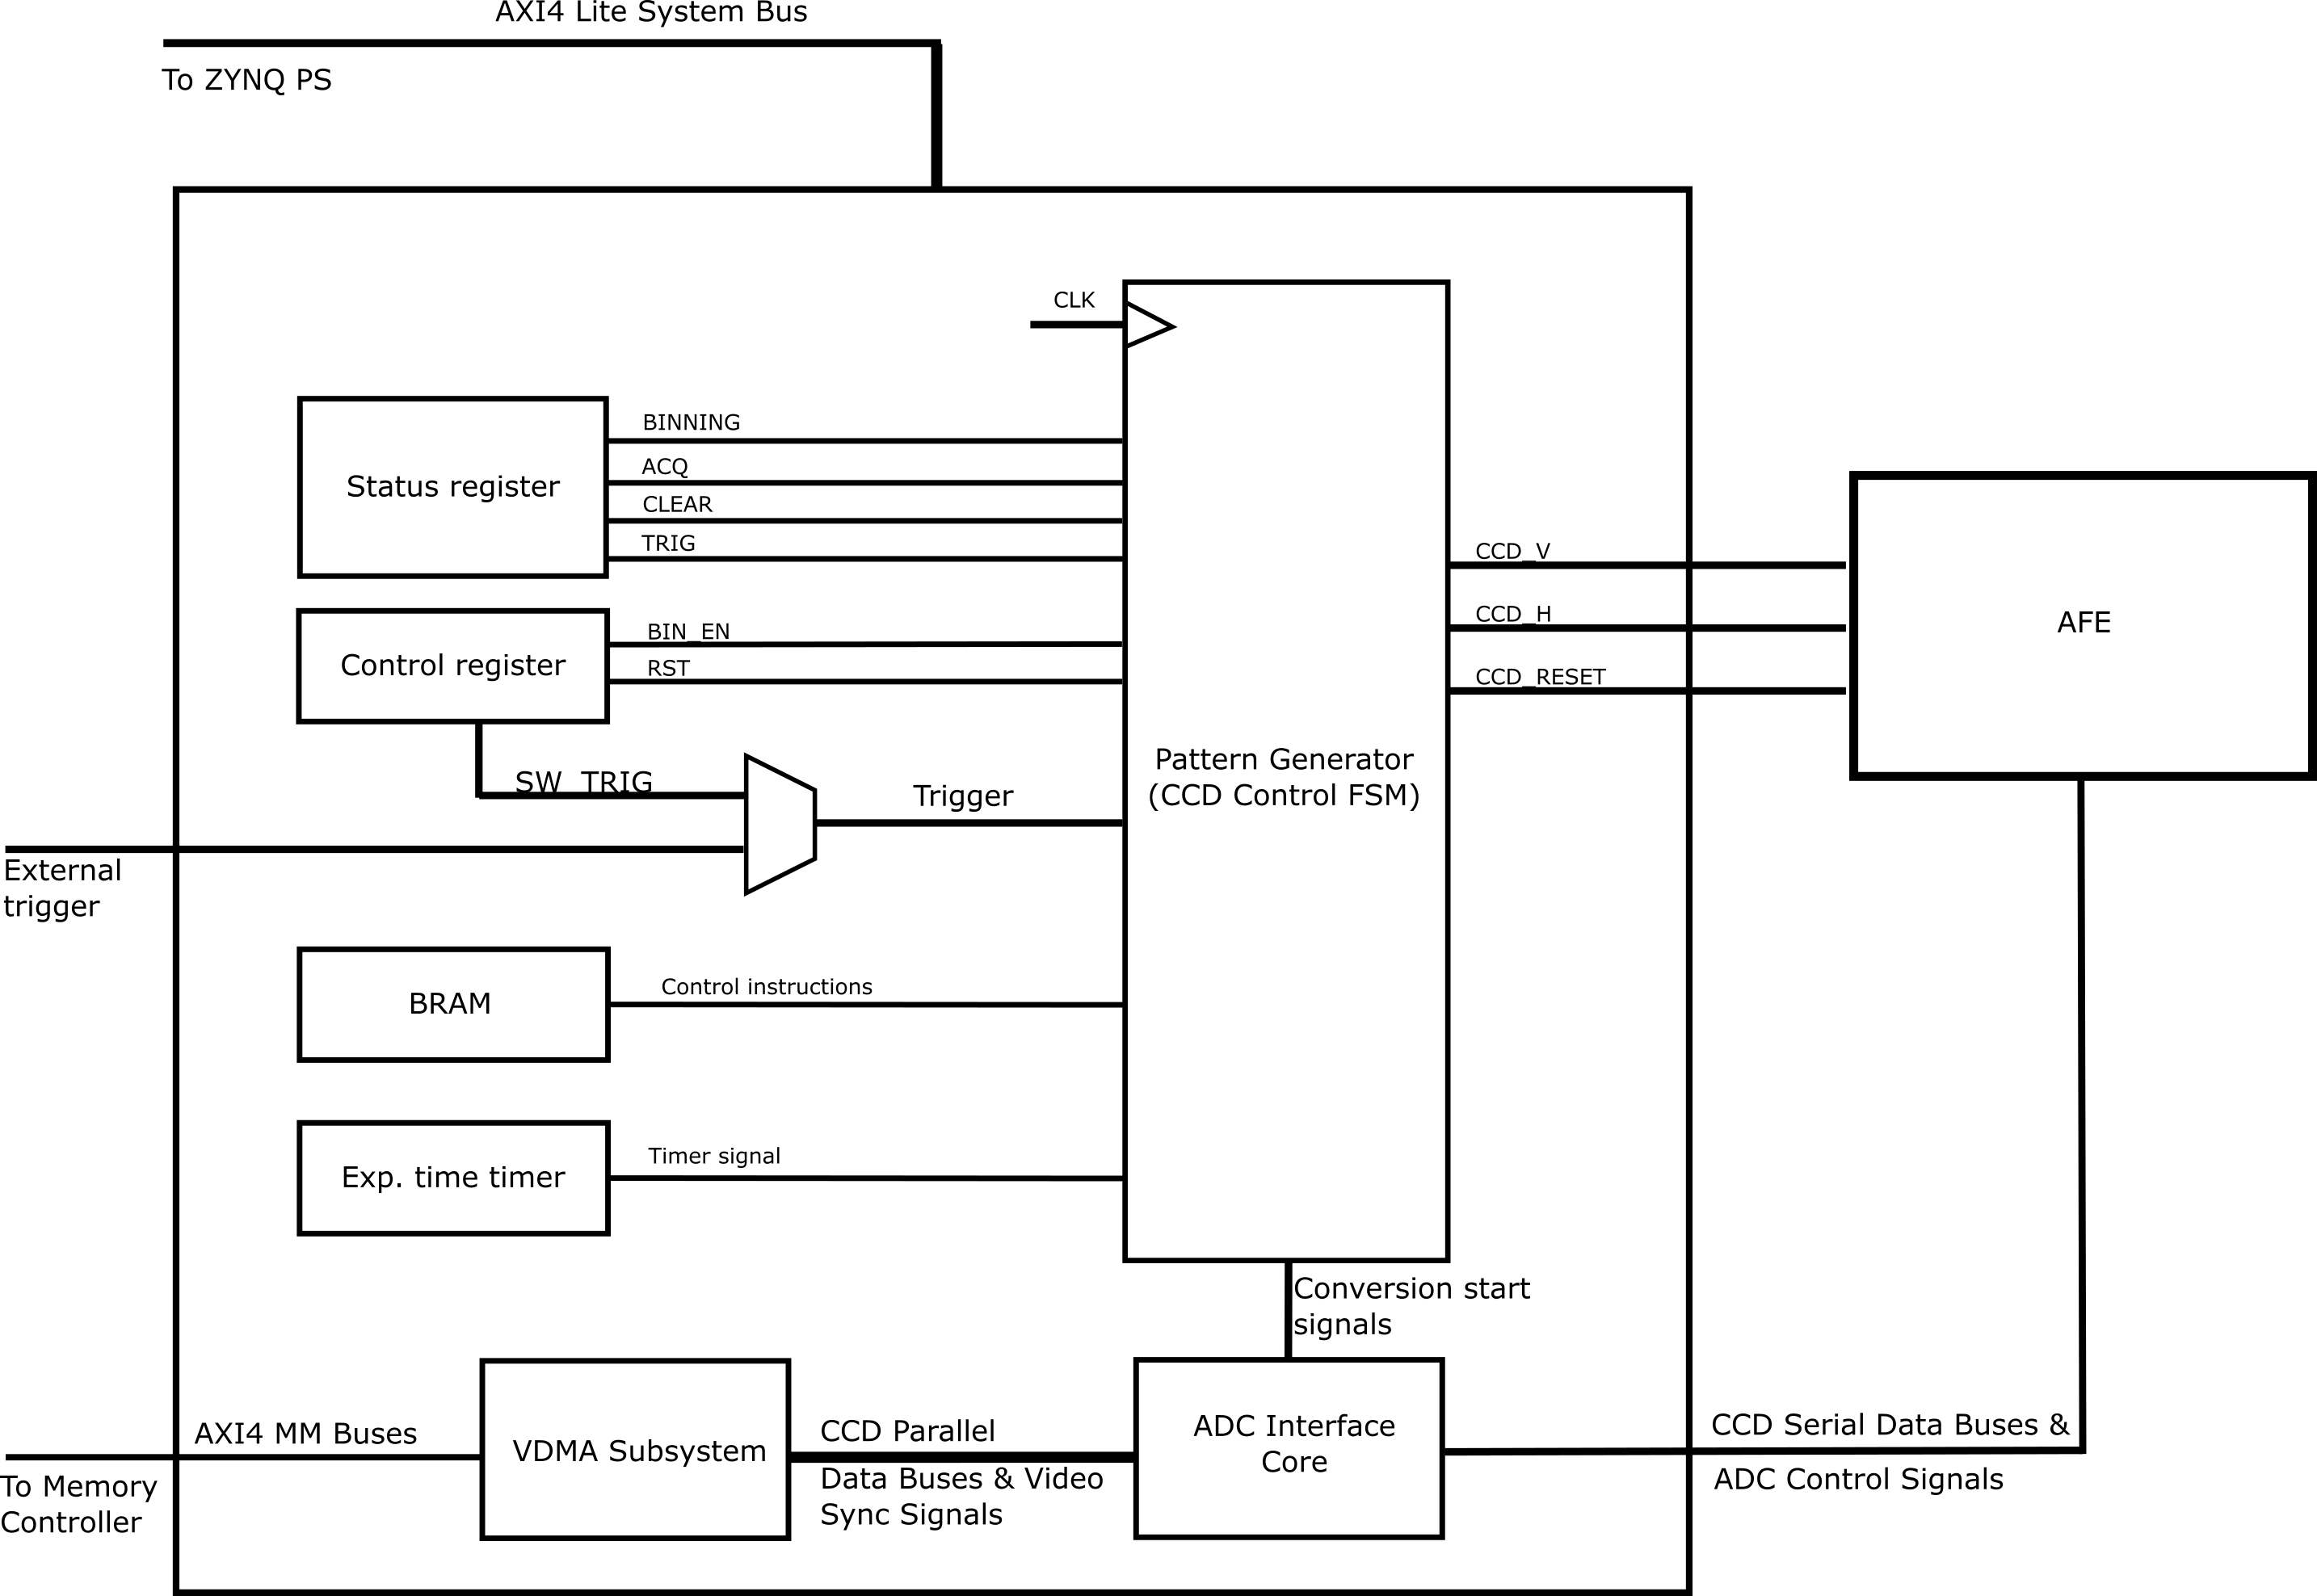 AXI4 Lite System Bus
To ZYNQ PS
CLK
BINNING
ACQ
CLEAR
TRIG
Status register
BIN_EN
RST
Control register
SW_TRIG
Trigger
External
trigger
Pattern Generator
(CCD Control FSM)
CCD_V
CCD_H
CCD_RESET
AFE
BRAM
Control instructions
Exp. time timer
Timer signal
Conversion start
signals
AXI4 MM Buses
To Memory
Controller
VDMA Subsystem
CCD Parallel
Data Buses & Video
Sync Signals
ADC Interface
Core
CCD Serial Data Buses &
ADC Control Signals